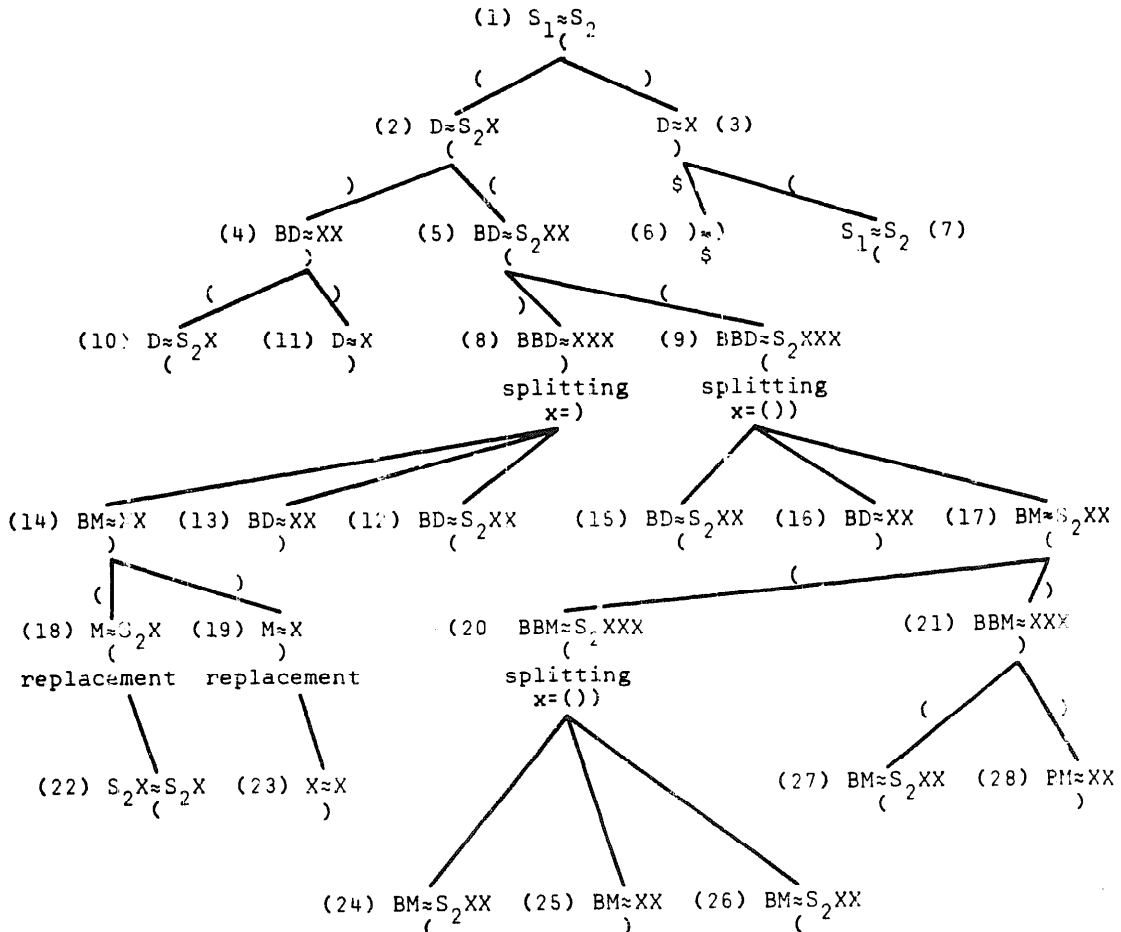 (1) S₁≈S₂
(
( )
(2) D≈S₂X D≈X (3)
( )
) ( $ (
(4) BD≈XX (5) BD≈S₂XX (6) )≈) S₁≈S₂ (7)
) ( $ (
( ) ) (
(10) D≈S₂X (11) D≈X (8) BBD≈XXX (9) BBD≈S₂XXX
( ) ) (
splitting splitting
x=) x=())
(14) BM≈XX (13) BD≈XX (12) BD≈S₂XX (15) BD≈S₂XX (16) BD≈XX (17) BM≈S₂XX
) ) ( ( ) (
( ) ( )
(18) M≈S₂X (19) M≈X (20 BBM≈S₂XXX (21) BBM≈XXX
( ) ( )
replacement replacement splitting
x=())
( )
(22) S₂X≈S₂X (23) X≈X (27) BM≈S₂XX (28) BM≈XX
( ) ( )
(24) BM≈S₂XX (25) BM≈XX (26) BM≈S₂XX
( ) (